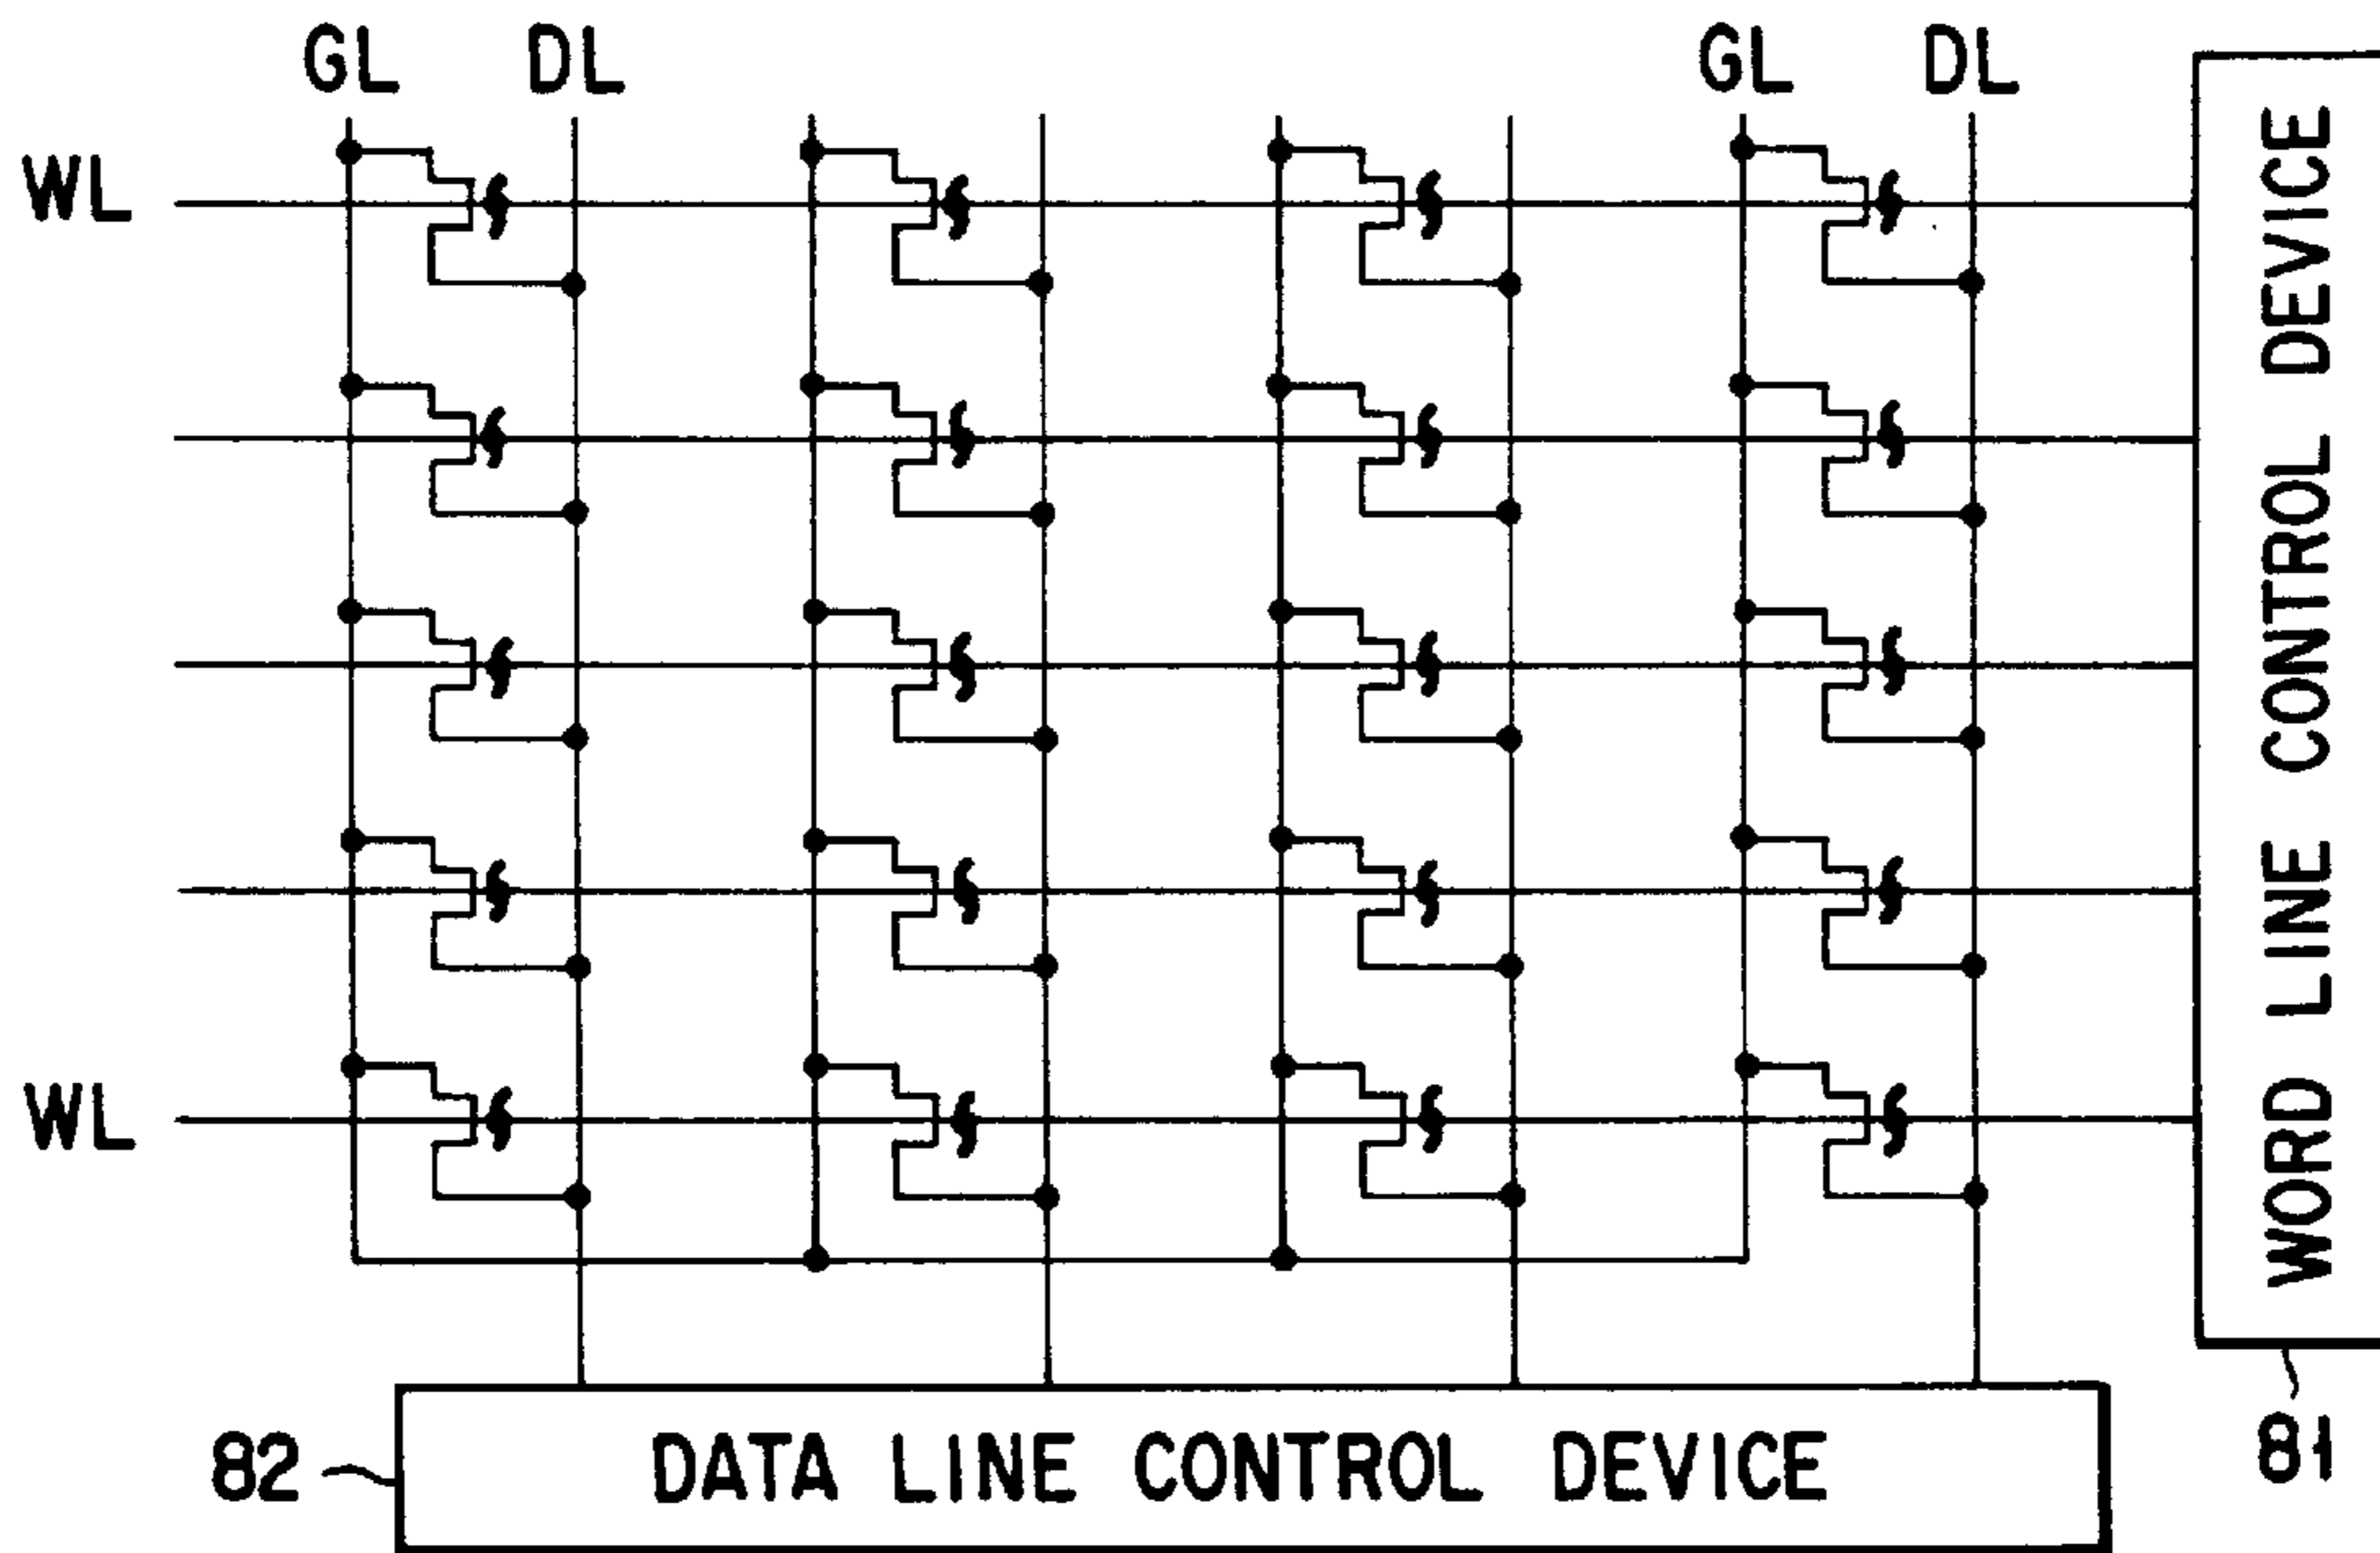 GL DL GL DL
WL
WL
WORD LINE CONTROL DEVICE
81
82
DATA LINE CONTROL DEVICE